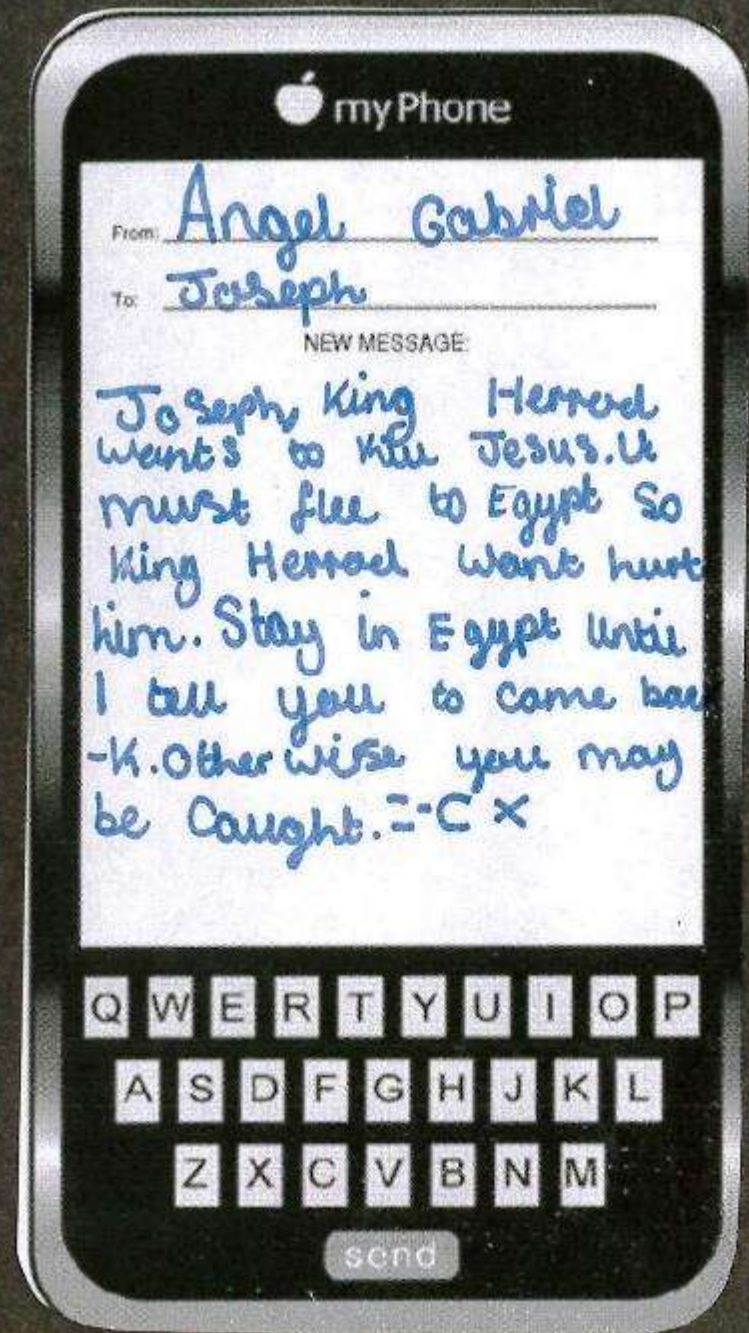 myPhone
From: Angel Gabriel
To: Joseph
NEW MESSAGE:
Joseph King Herrod
wants to kill Jesus. U
must flee to Egypt so
King Herrod wont hurt
him. Stay in Egypt until
I tell you to come bac
-k. Otherwise you may
be caught. =-C x
Q W E R T Y U I O P
A S D F G H J K L
Z X C V B N M
send